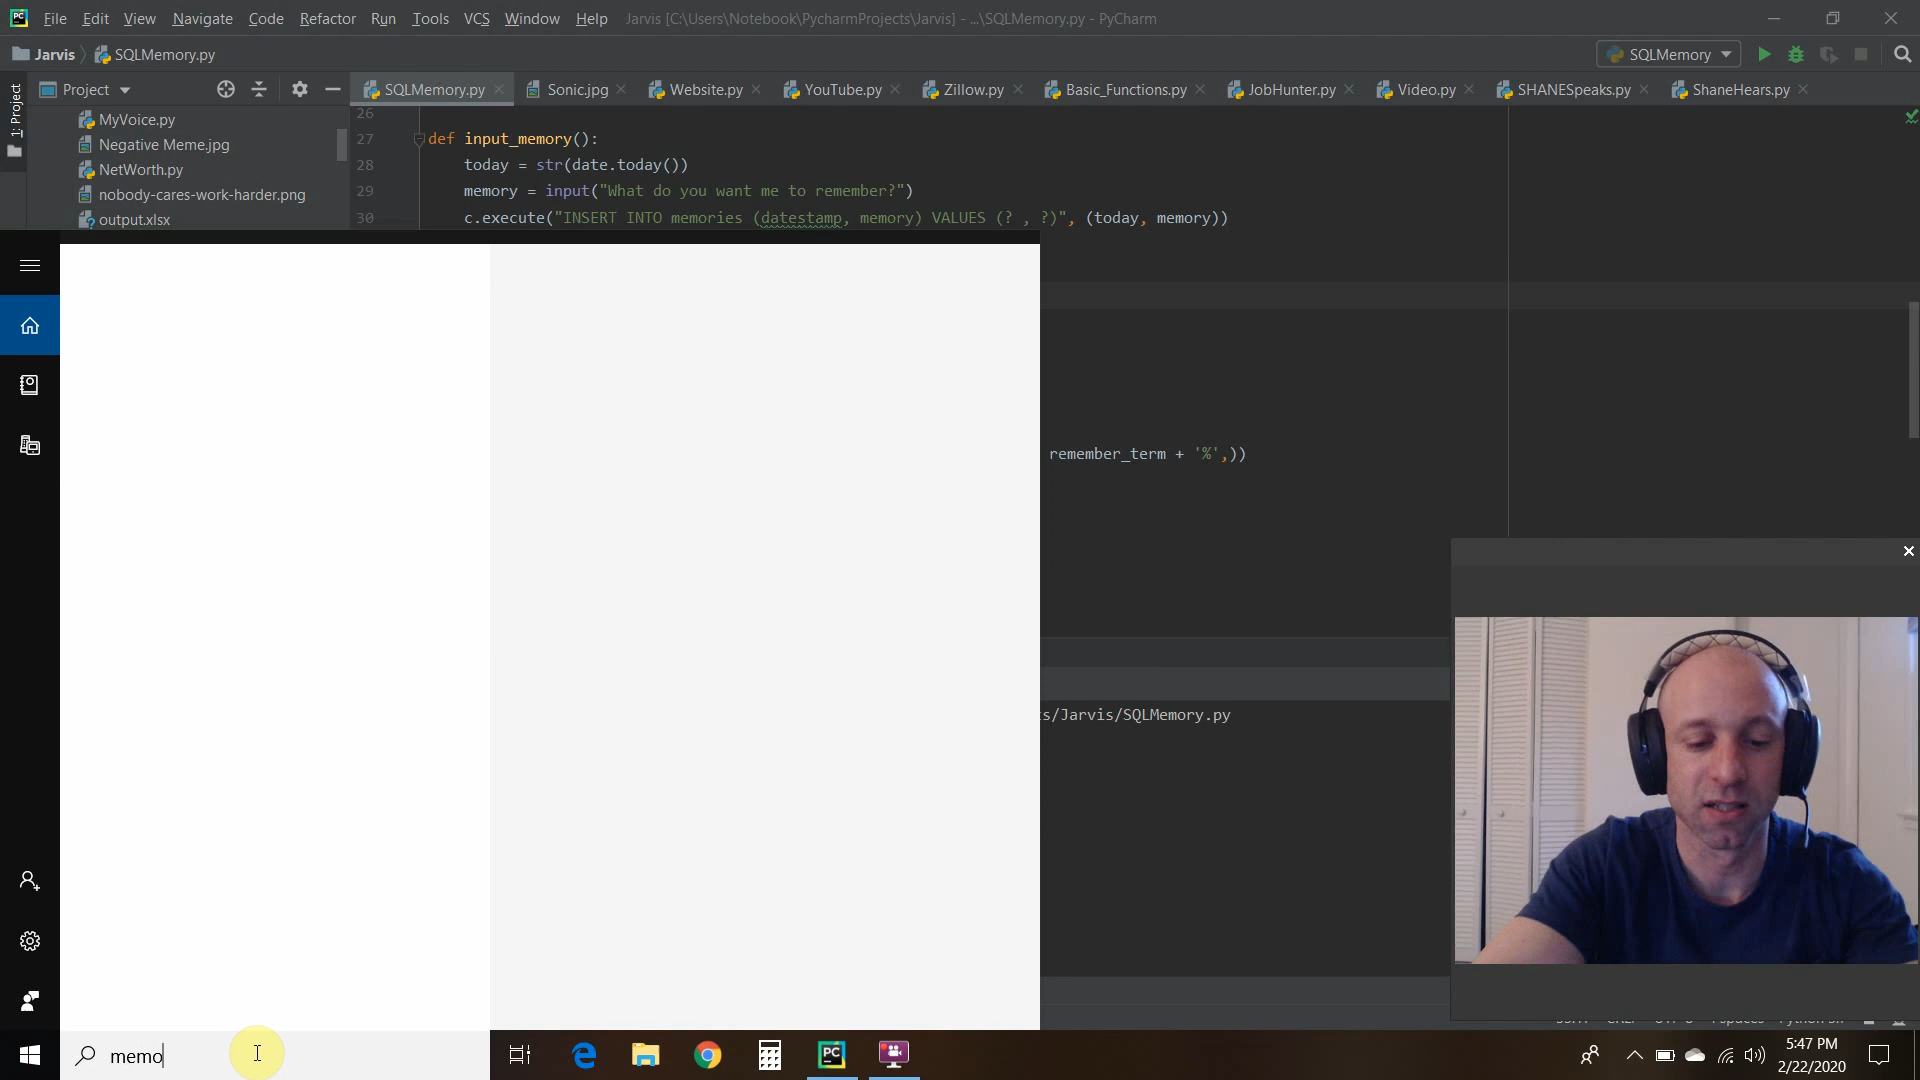 PC File Edit View Navigate Code Refactor Run Tools VCS Window Help Jarvis [C:\Users\Notebook\PycharmProjects\Jarvis] - ...\SQLMemory.py - PyCharm
Jarvis SQLMemory.py SQLMemory
Project SQLMemory.py Sonic.jpg Website.py YouTube.py Zillow.py Basic_Functions.py JobHunter.py Video.py SHANESpeaks.py ShaneHears.py
1: Project
MyVoice.py
Negative Meme.jpg
NetWorth.py
nobody-cares-work-harder.png
output.xlsx
26
27 def input_memory():
28 today = str(date.today())
29 memory = input("What do you want me to remember?")
30 c.execute("INSERT INTO memories (datestamp, memory) VALUES (? , ?)", (today, memory))
remember_term + '%',))
ts/Jarvis/SQLMemory.py
memo
PC
5:47 PM
2/22/2020